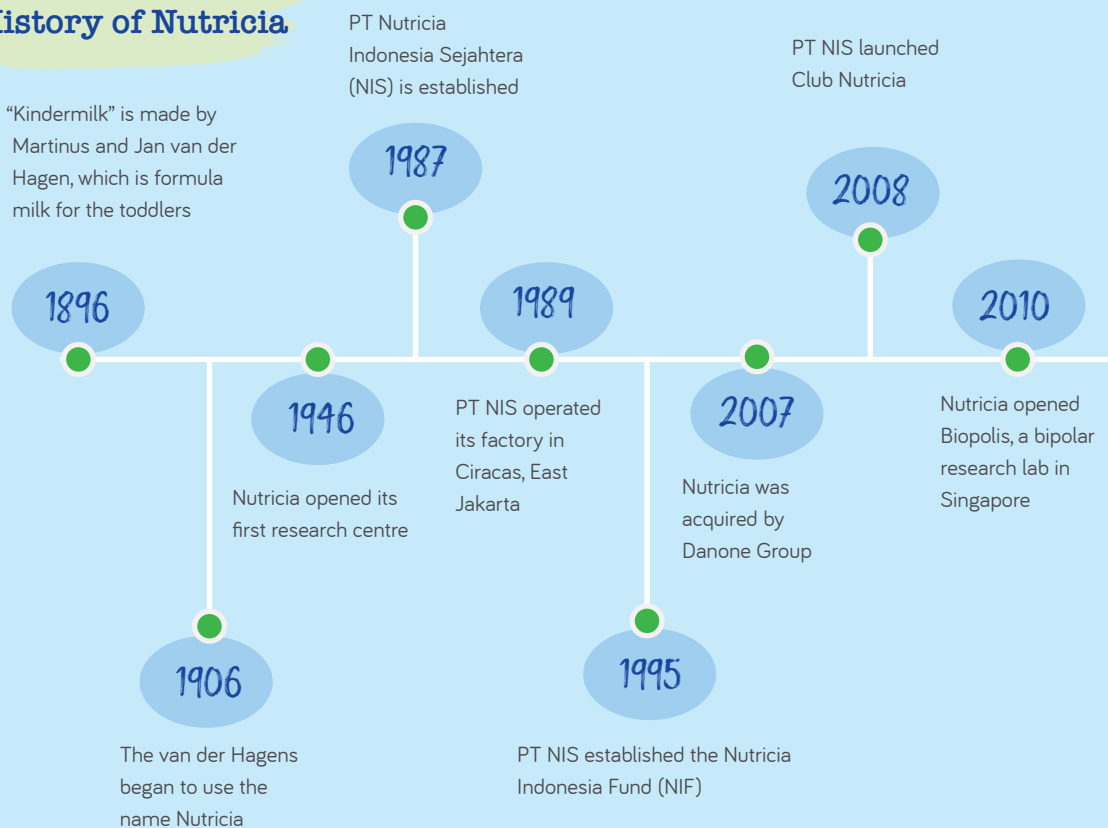 History of Nutricia
“Kindermilk” is made by
Martinus and Jan van der
Hagen, which is formula
milk for the toddlers
1896
1906
The van der Hagens
began to use the
name Nutricia
1946
Nutricia opened its
first research centre
PT Nutricia
Indonesia Sejahtera
(NIS) is established
1987
1989
PT NIS operated
its factory in
Ciracas, East
Jakarta
1995
PT NIS established the Nutricia
Indonesia Fund (NIF)
2007
Nutricia was
acquired by
Danone Group
PT NIS launched
Club Nutricia
2008
2010
Nutricia opened
Biopolis, a bipolar
research lab in
Singapore